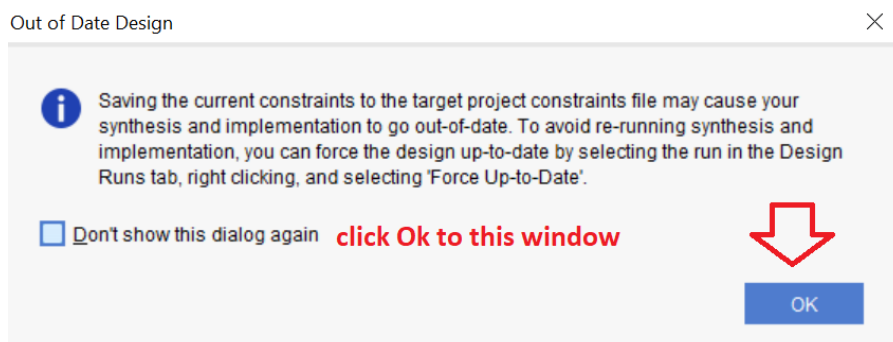 Out of Date Design
Saving the current constraints to the target project constraints file may cause your
synthesis and implementation to go out-of-date. To avoid re-running synthesis and
implementation, you can force the design up-to-date by selecting the run in the Design
Runs tab, right clicking, and selecting 'Force Up-to-Date'.
Don't show this dialog again click Ok to this window
OK